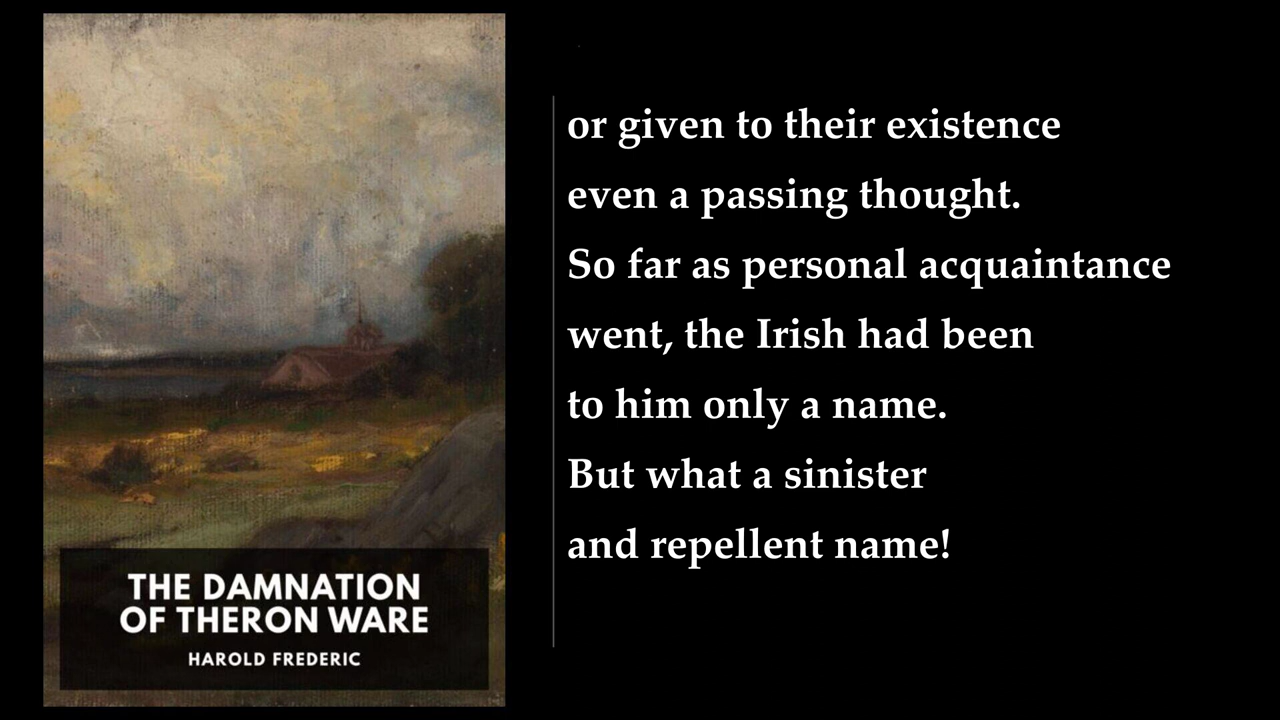 or given to their existence
even a passing thought.
So far as personal acquaintance
went, the Irish had been
to him only a name.
But what a sinister
and repellent name!
THE DAMNATION
OF THERON WARE
HAROLD FREDERIC